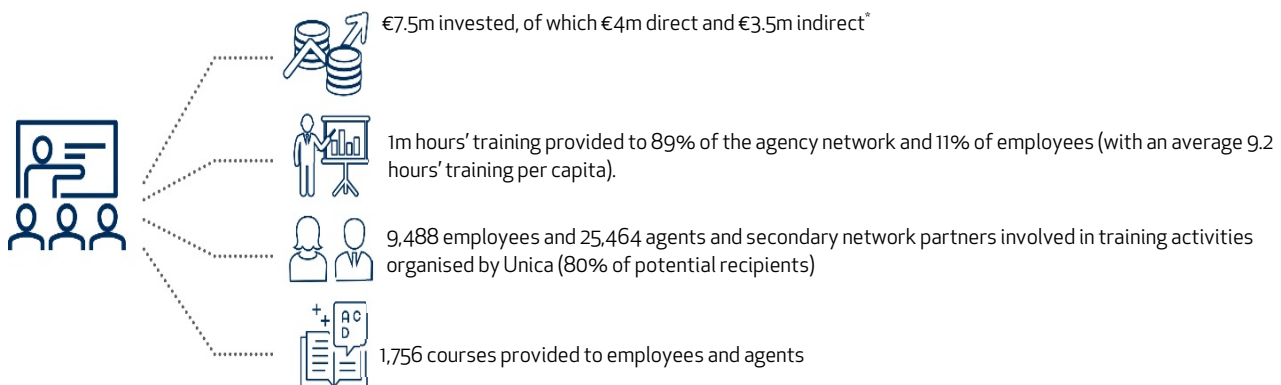 €7.5m invested, of which €4m direct and €3.5m indirect*
1m hours' training provided to 89% of the agency network and 11% of employees (with an average 9.2
hours' training per capita).
9,488 employees and 25,464 agents and secondary network partners involved in training activities
organised by Unica (80% of potential recipients)
A C
D
1,756 courses provided to employees and agents